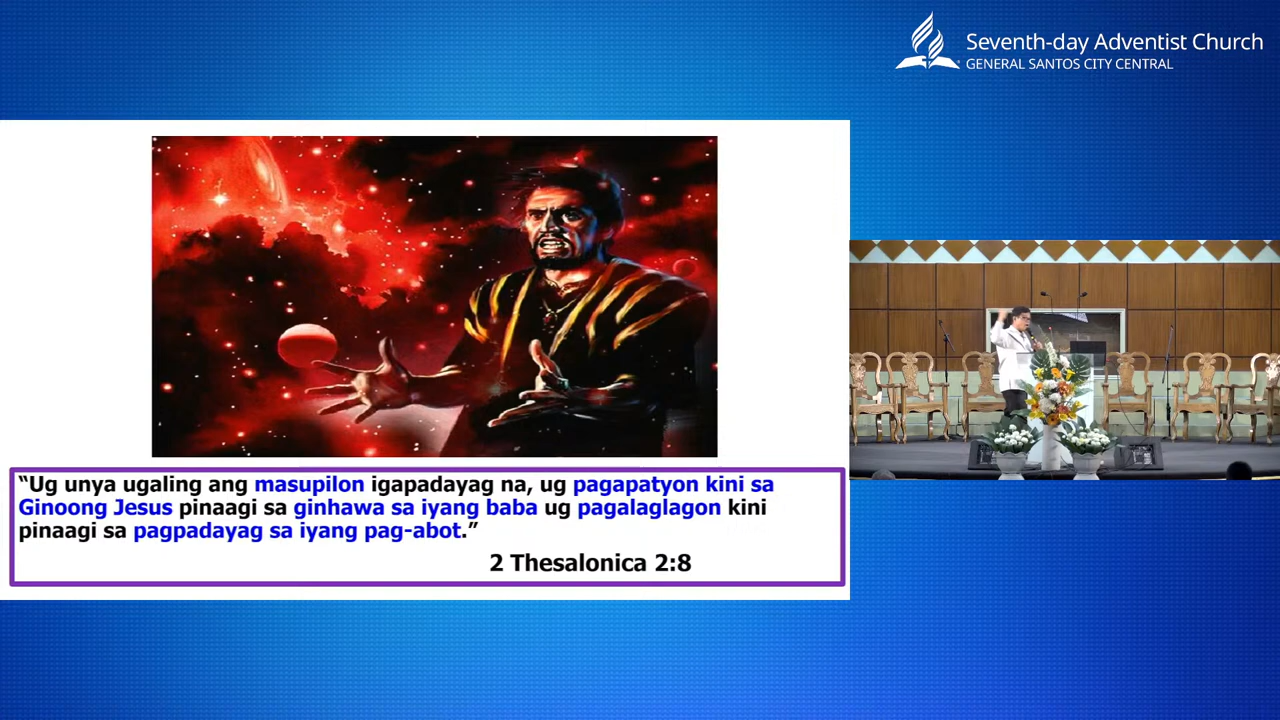 Seventh-day Adventist Church
GENERAL SANTOS CITY CENTRAL
“Ug unya ugaling ang masupilon igapadayag na, ug pagapatyon kini sa
Ginoong Jesus pinaagi sa ginhawa sa iyang baba ug pagalaglagon kini
pinaagi sa pagpadayag sa iyang pag-abot.”
2 Thesalonica 2:8